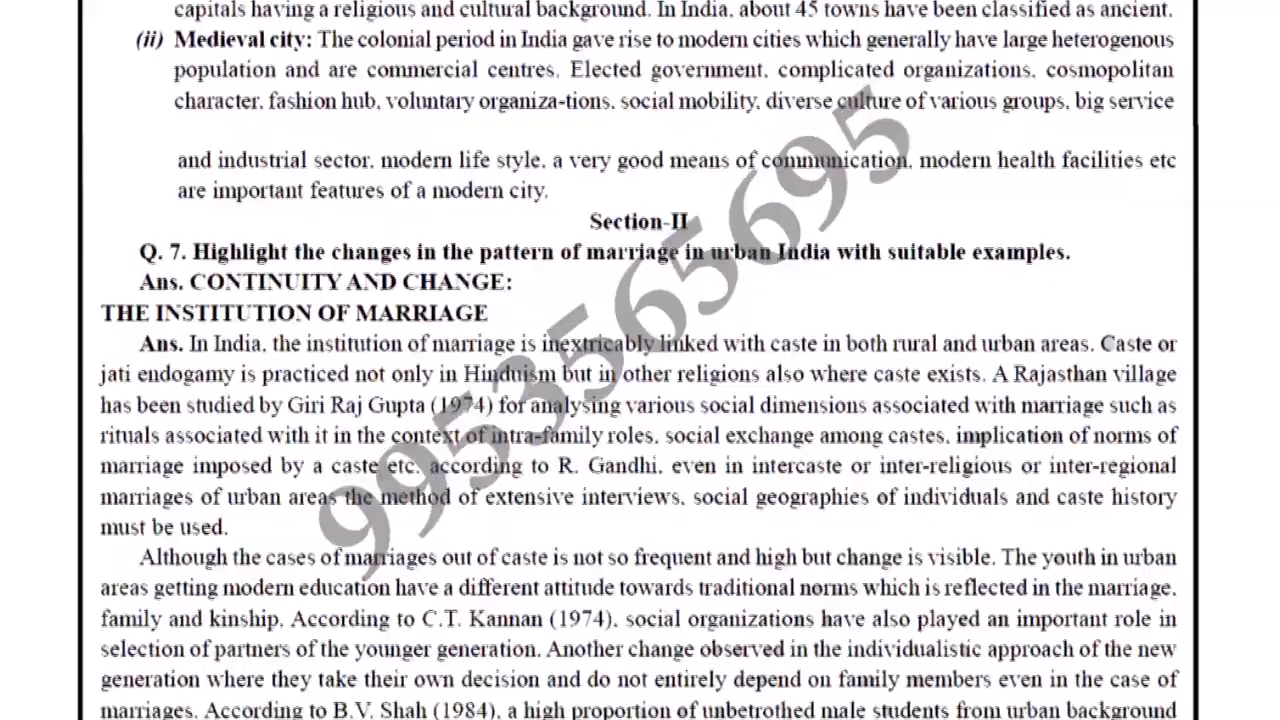 capitals having a religious and cultural background. In India, about 45 towns have been classified as ancient.
(ii) Medieval city: The colonial period in India gave rise to modern cities which generally have large heterogenous
population and are commercial centres. Elected government, complicated organizations, cosmopolitan
character, fashion hub, voluntary organiza-tions, social mobility, diverse culture of various groups, big service
and industrial sector, modern life style, a very good means of communication, modern health facilities etc
are important features of a modern city.
Section-II
Q. 7. Highlight the changes in the pattern of marriage in urban India with suitable examples.
Ans. CONTINUITY AND CHANGE:
THE INSTITUTION OF MARRIAGE
Ans. In India, the institution of marriage is inextricably linked with caste in both rural and urban areas. Caste or
jati endogamy is practiced not only in Hinduism but in other religions also where caste exists. A Rajasthan village
has been studied by Giri Raj Gupta (1974) for analysing various social dimensions associated with marriage such as
rituals associated with it in the context of intra-family roles, social exchange among castes, implication of norms of
marriage imposed by a caste etc. according to R. Gandhi, even in intercaste or inter-religious or inter-regional
marriages of urban areas the method of extensive interviews, social geographies of individuals and caste history
must be used.
Although the cases of marriages out of caste is not so frequent and high but change is visible. The youth in urban
areas getting modern education have a different attitude towards traditional norms which is reflected in the marriage,
family and kinship. According to C.T. Kannan (1974), social organizations have also played an important role in
selection of partners of the younger generation. Another change observed in the individualistic approach of the new
generation where they take their own decision and do not entirely depend on family members even in the case of
marriages. According to B.V. Shah (1984), a high proportion of unbetrothed male students from urban background
9953565695